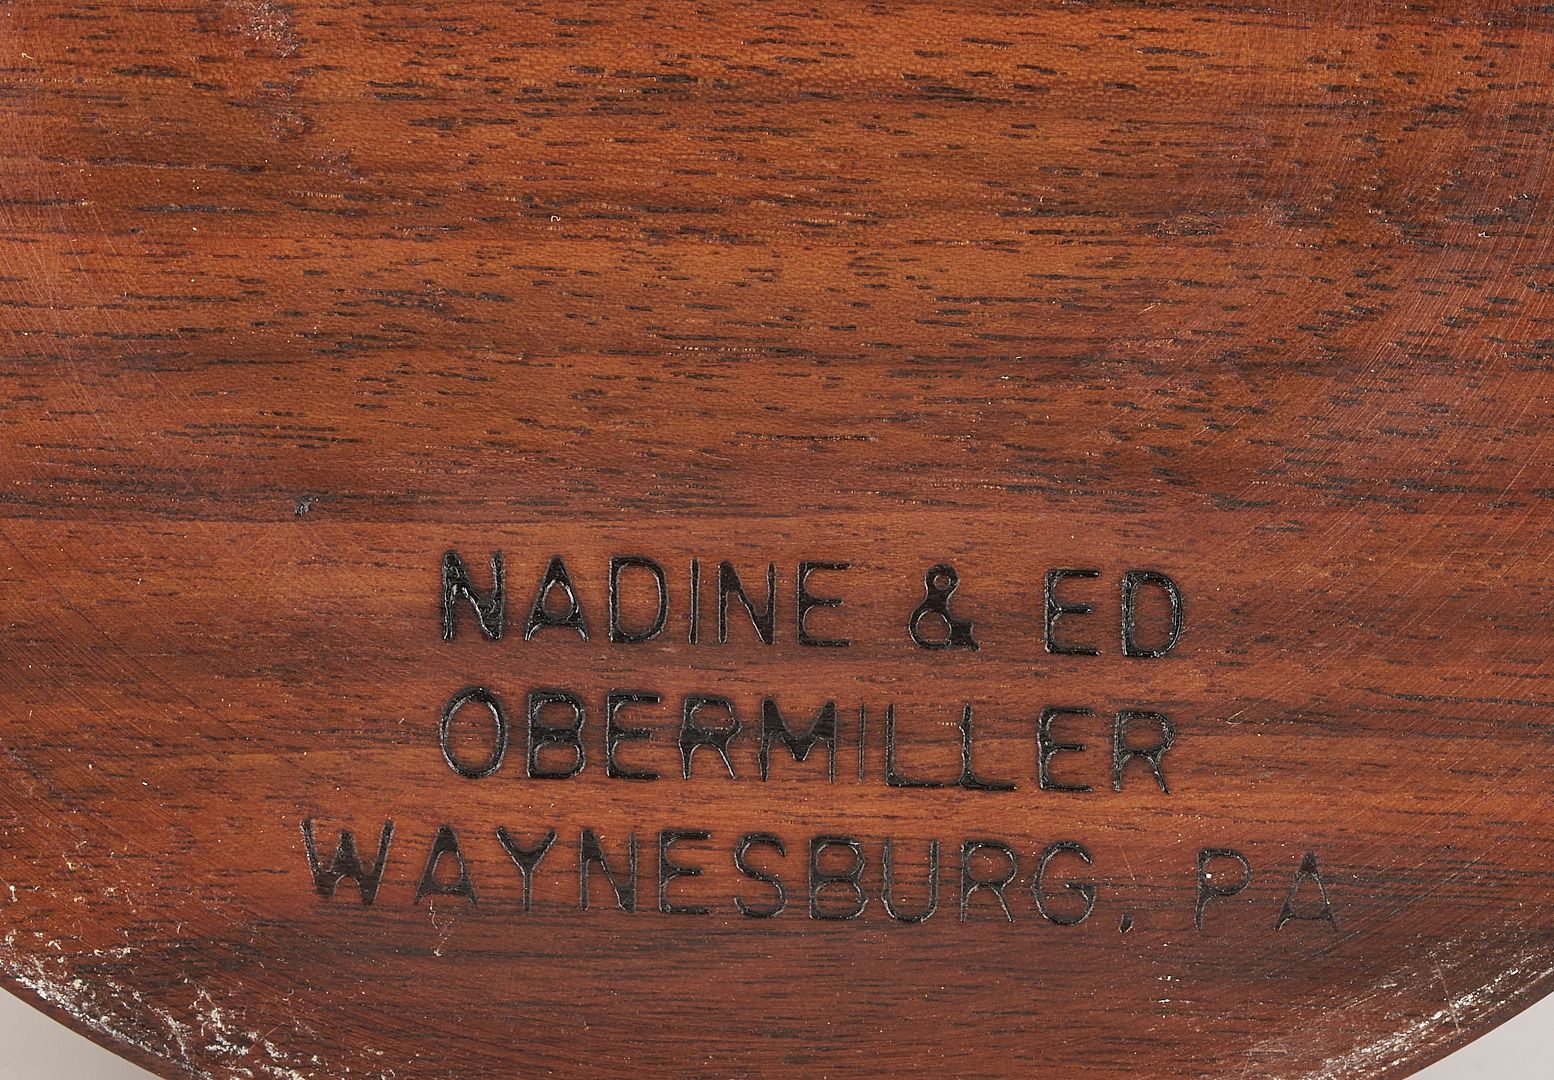 NADINE & ED
OBERMILLER
WAYNESBURG, PA